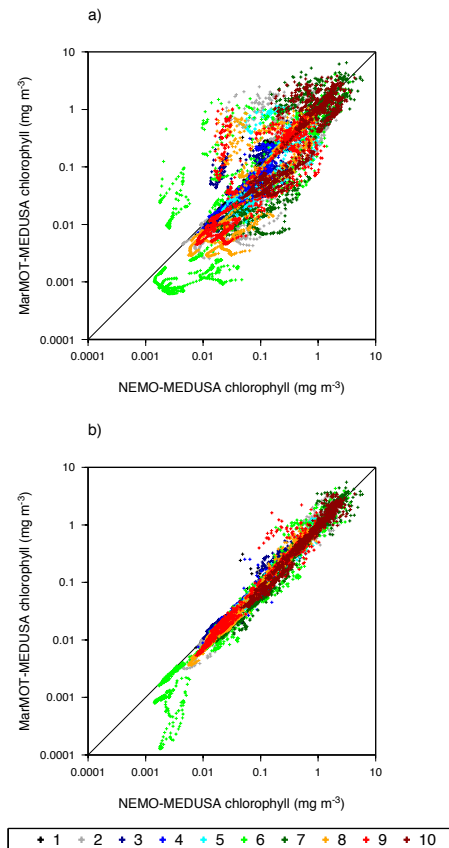 a)
10
1
0.1
0.01
0.001
0.0001
MarMOT-MEDUSA chlorophyll (mg m⁻³)
0.0001 0.001 0.01 0.1 1 10
NEMO-MEDUSA chlorophyll (mg m⁻³)
b)
10
1
0.1
0.01
0.001
0.0001
MarMOT-MEDUSA chlorophyll (mg m⁻³)
0.0001 0.001 0.01 0.1 1 10
NEMO-MEDUSA chlorophyll (mg m⁻³)
1 2 3 4 5 6 7 8 9 10